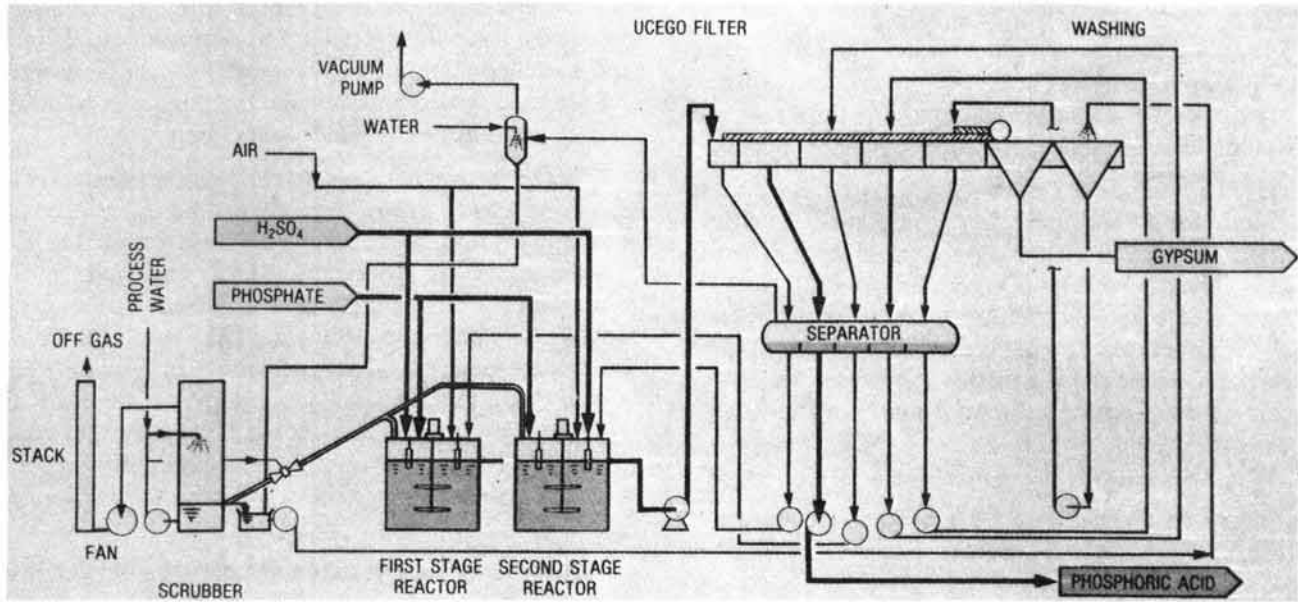 UCEGO FILTER
WASHING
VACUUM
PUMP
WATER
AIR
H₂SO₄
PHOSPHATE
PROCESS
WATER
OFF GAS
STACK
FAN
SCRUBBER
FIRST STAGE
REACTOR
SECOND STAGE
REACTOR
SEPARATOR
GYPSUM
PHOSPHORIC ACID